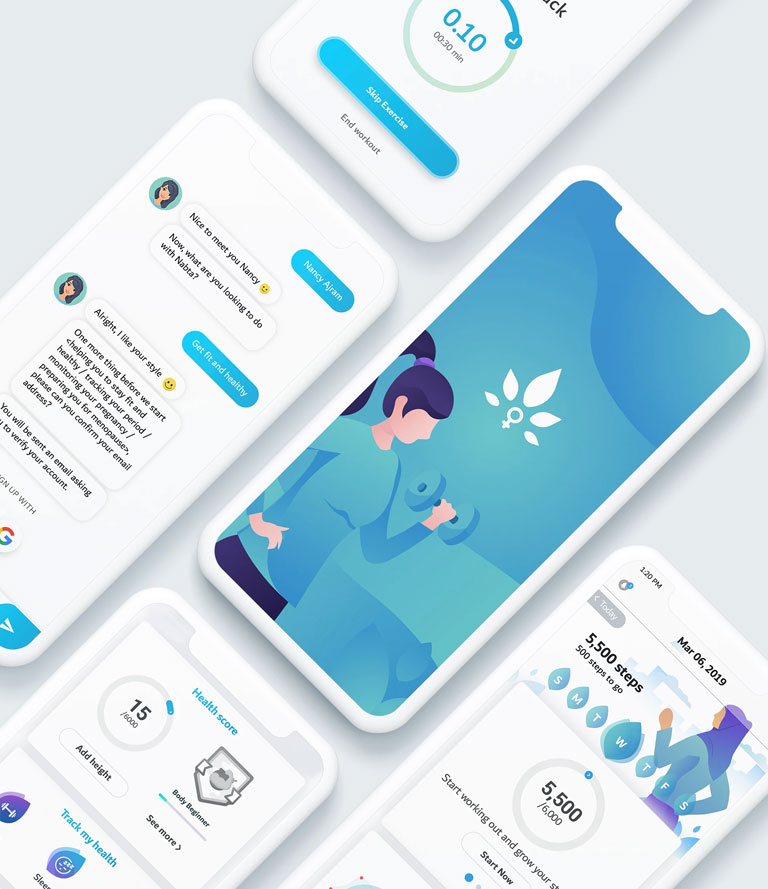 ck
0.10
00:30 min
Skip Exercise
End workout
Nice to meet you Nancy
Now, what are you looking to do
with Nabta?
Nancy Ajram
Alright, I like your style
Get fit and healthy
One more thing before we start
<helping you to stay fit and
healthy / tracking your period /
monitoring your pregnancy /
preparing you for menopause>,
please can you confirm your email
address?
You will be sent an email asking
you to verify your account.
SIGN UP WITH
G
Health score
15
/6000
Add height
Body Beginner
See more >
Track my health
Slee
1:20 PM
< Today
Mar 06, 2019
5,500 steps
500 steps to go
S
M
T
W
T
F
S
5,500
/6,000
Start working out and grow your st
Start Now